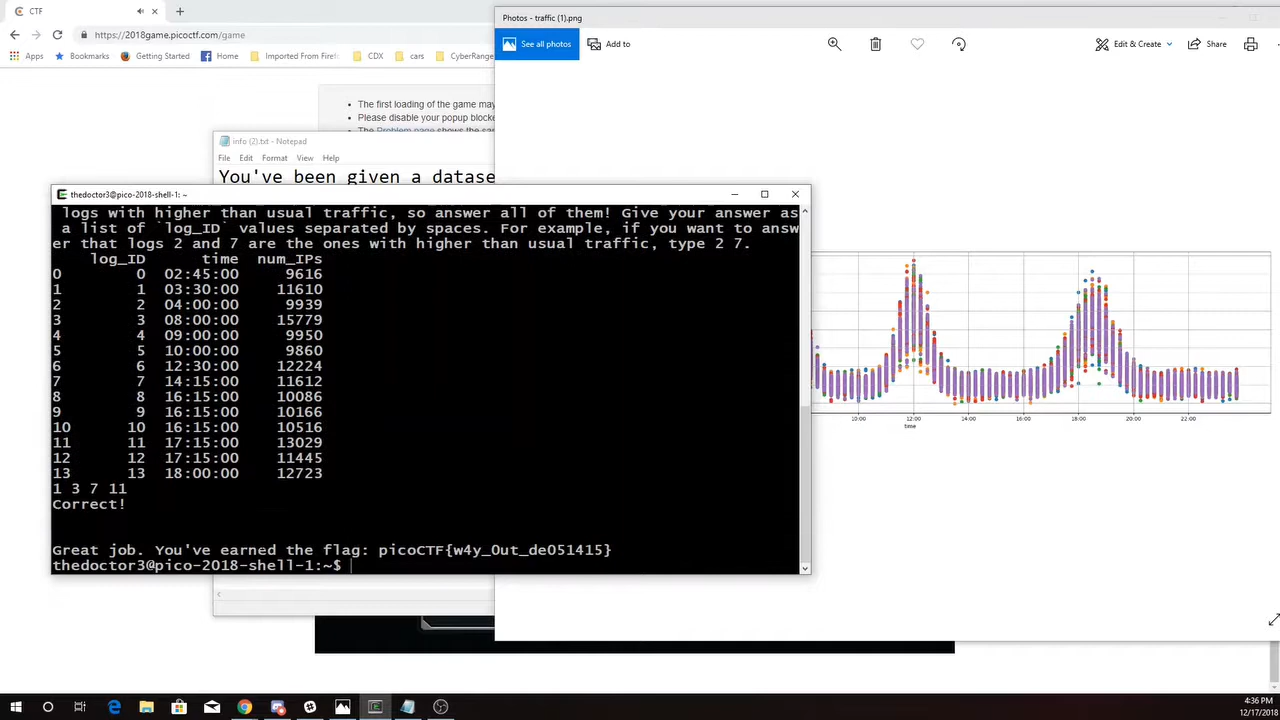 CTF
Photos - traffic (1).png
https://2018game.picoctf.com/game
See all photos
Add to
Edit & Create
Share
Apps
Bookmarks
Getting Started
Home
Imported From Firef
CDX
cars
CyberRange
The first loading of the game may
Please disable your popup blocke
The Problem page shows the sa
info (2).txt - Notepad
File Edit Format View Help
You've been given a datase
thedoctor3@pico-2018-shell-1: ~
logs with higher than usual traffic, so answer all of them! Give your answer as
a list of `log_ID` values separated by spaces. For example, if you want to answ
er that logs 2 and 7 are the ones with higher than usual traffic, type 2 7.
log_ID time num_IPs
0 0 02:45:00 9616
1 1 03:30:00 11610
2 2 04:00:00 9939
3 3 08:00:00 15779
4 4 09:00:00 9950
5 5 10:00:00 9860
6 6 12:30:00 12224
7 7 14:15:00 11612
8 8 16:15:00 10086
9 9 16:15:00 10166
10 10 16:15:00 10516
11 11 17:15:00 13029
12 12 17:15:00 11445
13 13 18:00:00 12723
1 3 7 11
Correct!
Great job. You've earned the flag: picoCTF{w4y_0ut_de051415}
thedoctor3@pico-2018-shell-1:~$
10:00 12:00 14:00 16:00 18:00 20:00 22:00
time
4:36 PM
12/17/2018